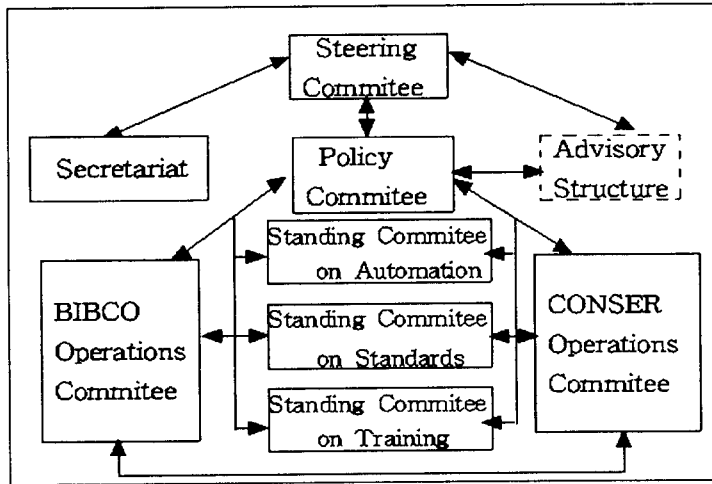 Steering
Commitee
Secretariat
Policy
Commitee
Advisory
Structure
Standing Commitee
on Automation
BIBCO
Operations
Commitee
Standing Commitee
on Standards
CONSER
Operations
Commitee
Standing Commitee
on Training